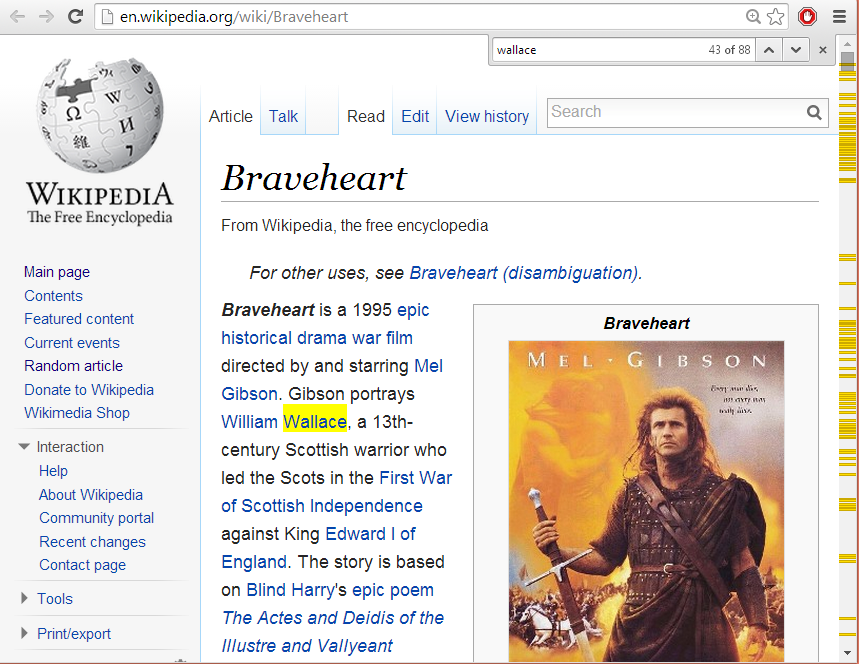 en.wikipedia.org/wiki/Braveheart
wallace 43 of 88
WIKIPEDIA
The Free Encyclopedia
Main page
Contents
Featured content
Current events
Random article
Donate to Wikipedia
Wikimedia Shop
Interaction
Help
About Wikipedia
Community portal
Recent changes
Contact page
Tools
Print/export
Article Talk Read Edit View history Search
Braveheart
From Wikipedia, the free encyclopedia
For other uses, see Braveheart (disambiguation).
Braveheart is a 1995 epic
historical drama war film
directed by and starring Mel
Gibson. Gibson portrays
William Wallace, a 13th-
century Scottish warrior who
led the Scots in the First War
of Scottish Independence
against King Edward I of
England. The story is based
on Blind Harry's epic poem
The Actes and Deidis of the
Illustre and Vallyeant
Braveheart
MEL · GIBSON
Every man dies,
not every man
really lives.